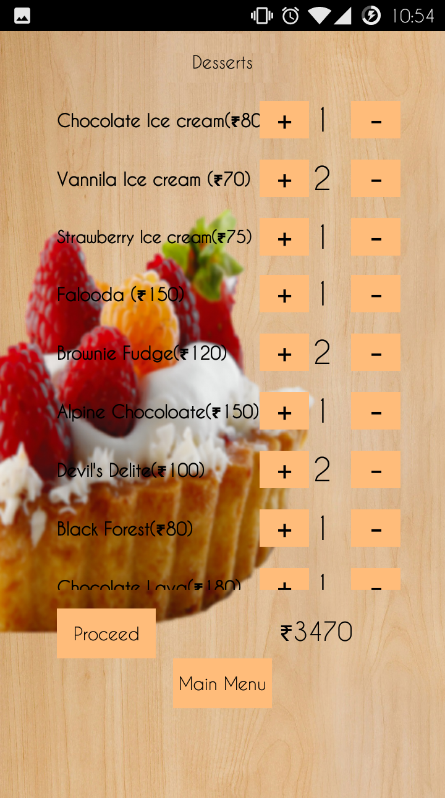 10:54
Desserts
Chocolate Ice cream(₹80 + 1 -
Vannila Ice cream (₹70) + 2 -
Strawberry Ice cream(₹75) + 1 -
Falooda (₹150) + 1 -
Brownie Fudge(₹120) + 2 -
Alpine Chocoloate(₹150) + 1 -
Devil's Delite(₹100) + 2 -
Black Forest(₹80) + 1 -
Chocolate Lava(₹180) + 1 -
Proceed ₹3470
Main Menu